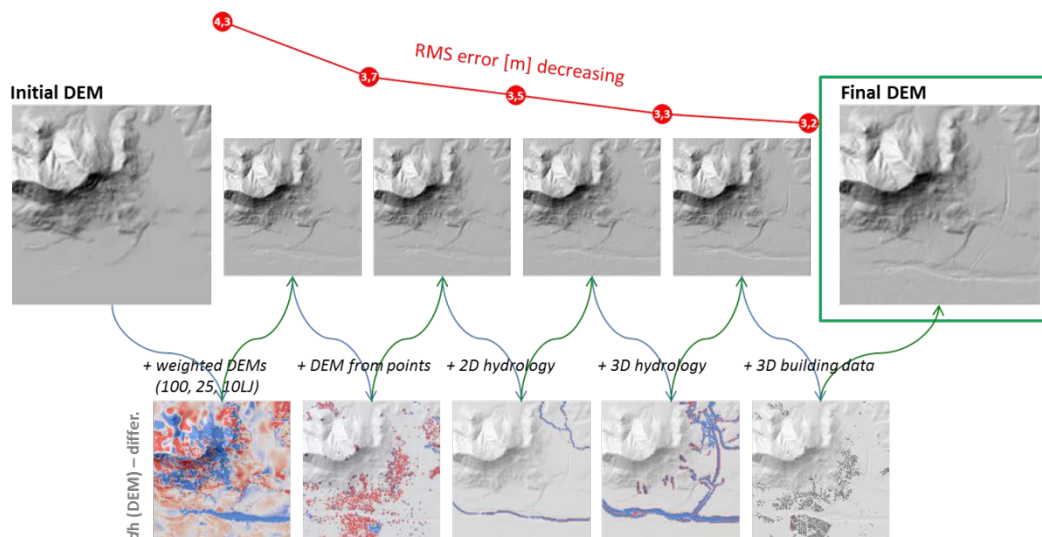 4,3
3,7
RMS error [m] decreasing
3,5
3,3
3,2
Initial DEM
Final DEM
+ weighted DEMs
(100, 25, 10LJ)
+ DEM from points
+ 2D hydrology
+ 3D hydrology
+ 3D building data
dh (DEM) – differ.